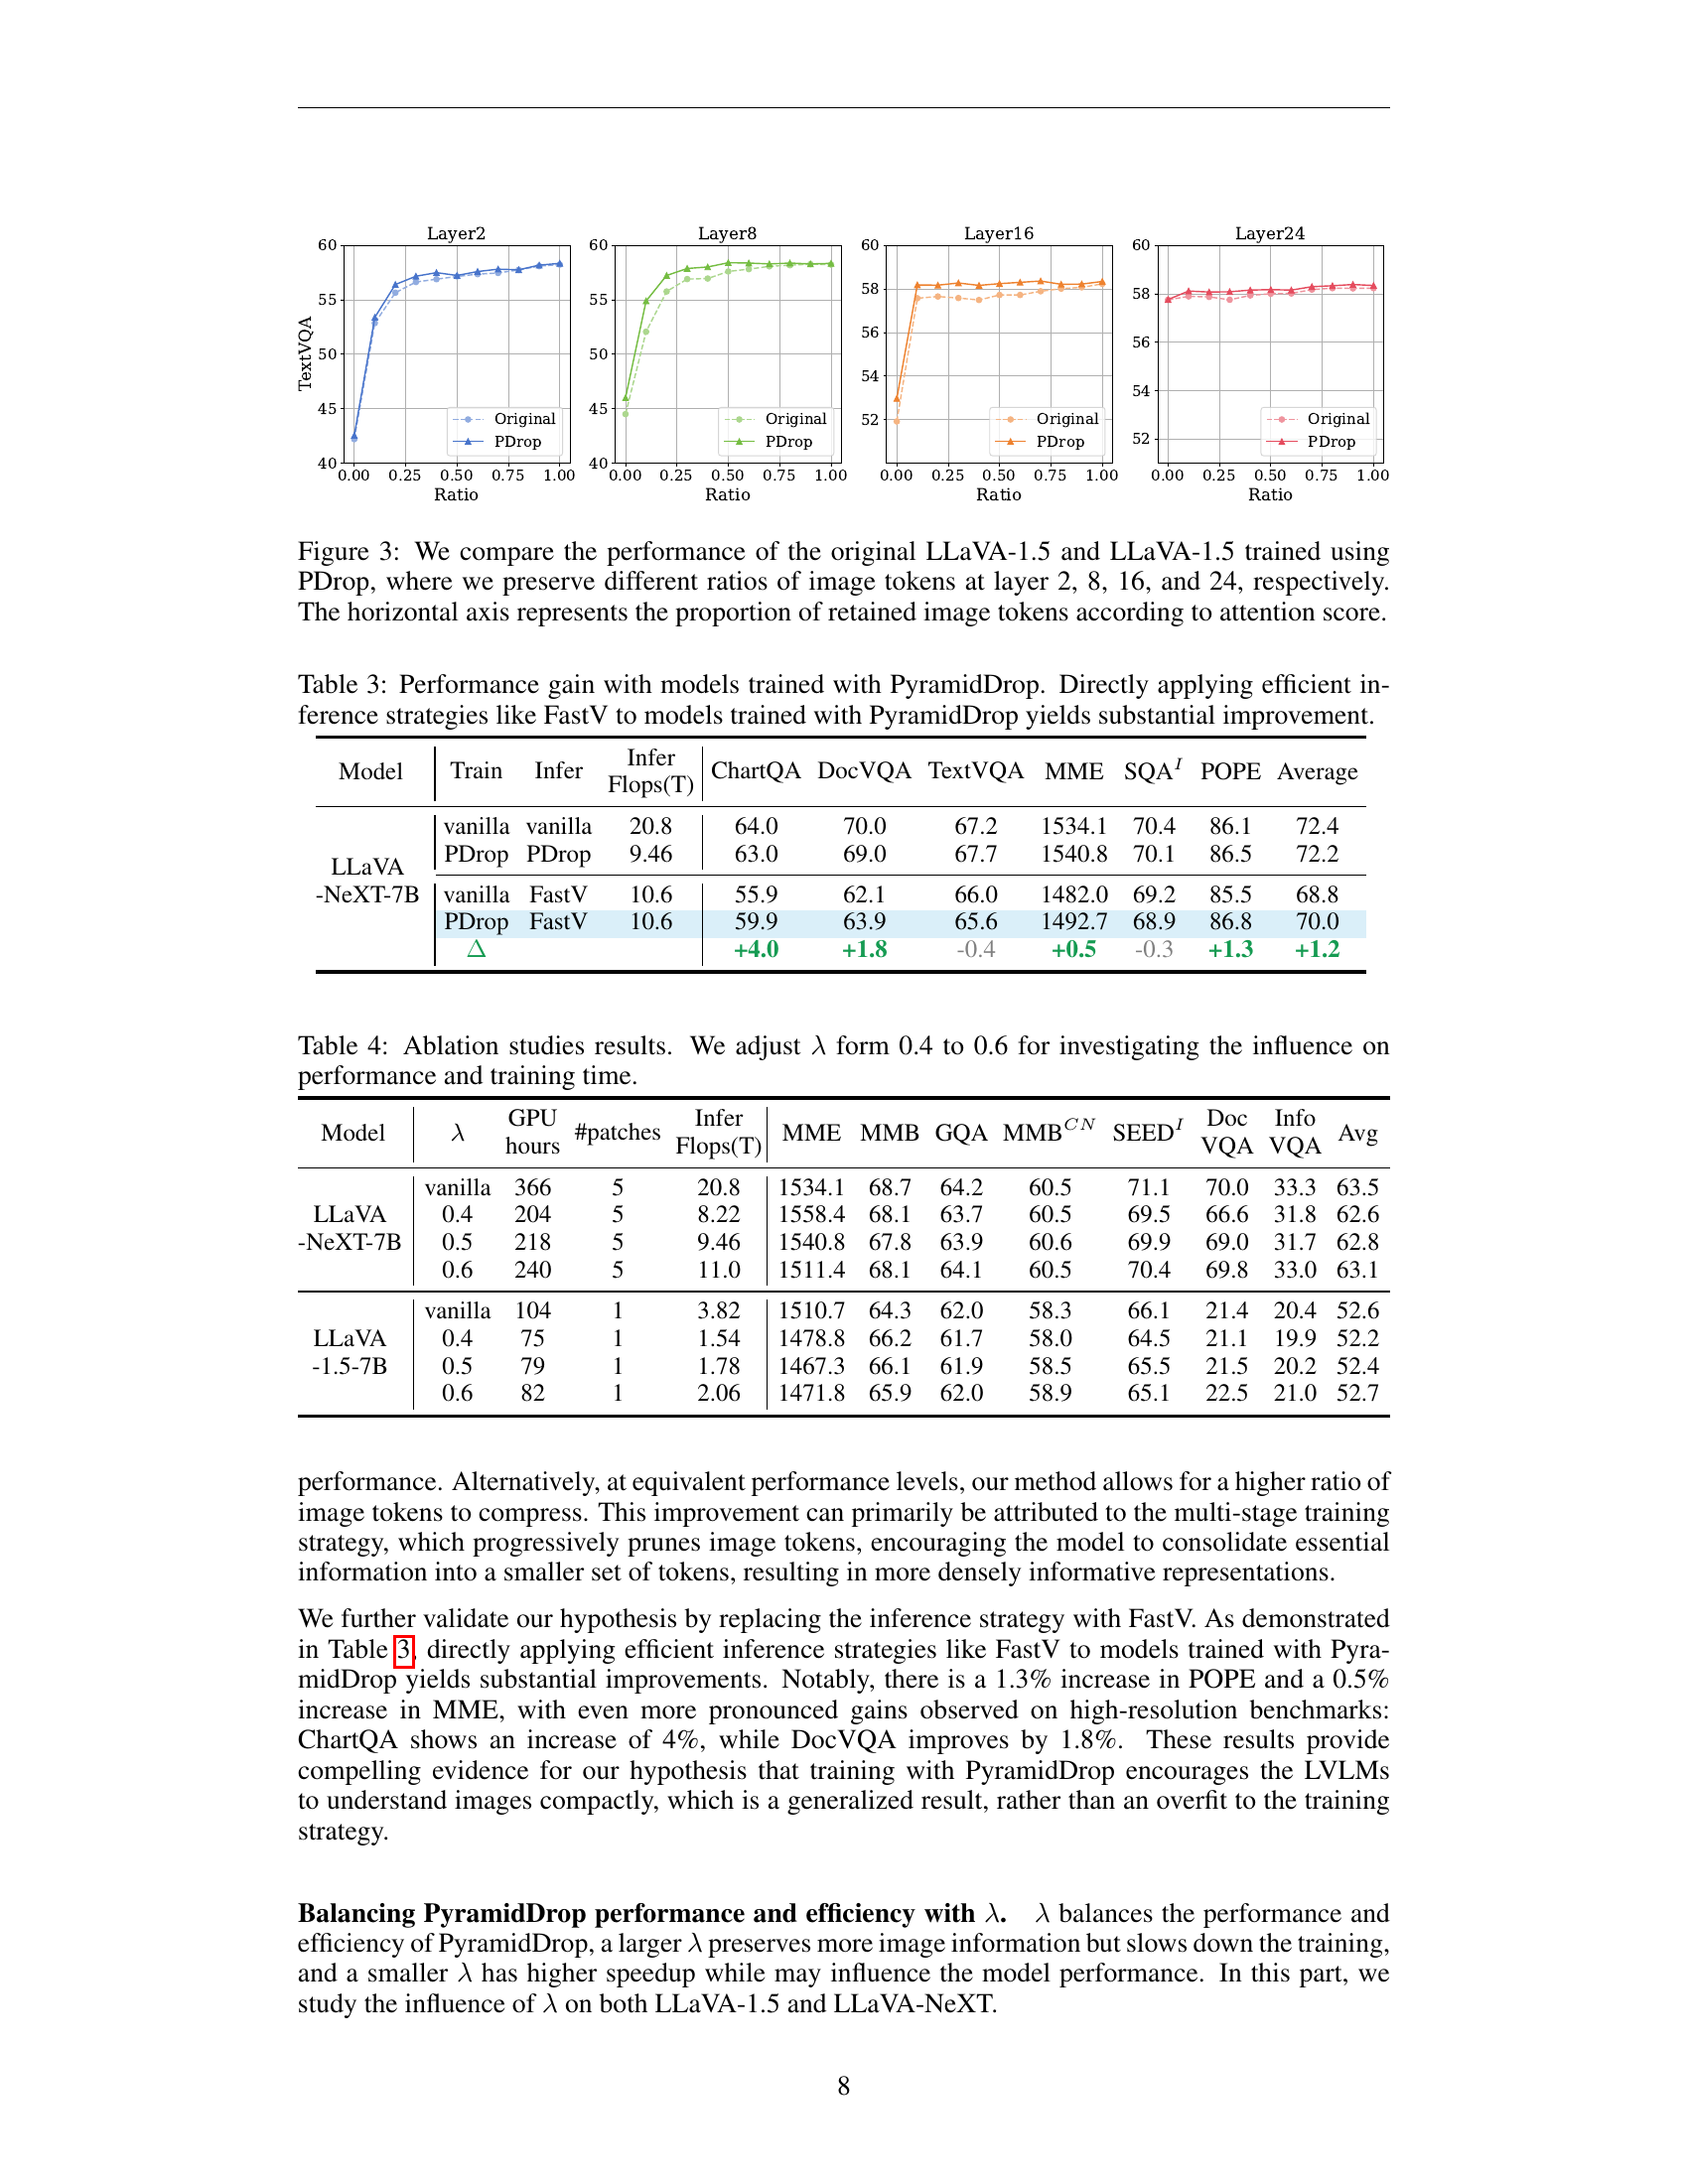 Layer2 Layer8 Layer16 Layer24
TextVQA
60 55 50 45 40
0.00 0.25 0.50 0.75 1.00
Ratio
Original
PDrop
60 55 50 45 40
0.00 0.25 0.50 0.75 1.00
Ratio
Original
PDrop
60 58 56 54 52
0.00 0.25 0.50 0.75 1.00
Ratio
Original
PDrop
60 58 56 54 52
0.00 0.25 0.50 0.75 1.00
Ratio
Original
PDrop
Figure 3: We compare the performance of the original LLaVA-1.5 and LLaVA-1.5 trained using
PDrop, where we preserve different ratios of image tokens at layer 2, 8, 16, and 24, respectively.
The horizontal axis represents the proportion of retained image tokens according to attention score.
Table 3: Performance gain with models trained with PyramidDrop. Directly applying efficient in-
ference strategies like FastV to models trained with PyramidDrop yields substantial improvement.
Model Train Infer Infer Flops(T) ChartQA DocVQA TextVQA MME SQA^I POPE Average
LLaVA -NeXT-7B
vanilla vanilla 20.8 64.0 70.0 67.2 1534.1 70.4 86.1 72.4
PDrop PDrop 9.46 63.0 69.0 67.7 1540.8 70.1 86.5 72.2
vanilla FastV 10.6 55.9 62.1 66.0 1482.0 69.2 85.5 68.8
PDrop FastV 10.6 59.9 63.9 65.6 1492.7 68.9 86.8 70.0
Δ +4.0 +1.8 -0.4 +0.5 -0.3 +1.3 +1.2
Table 4: Ablation studies results. We adjust λ form 0.4 to 0.6 for investigating the influence on
performance and training time.
Model λ GPU hours #patches Infer Flops(T) MME MMB GQA MMB^CN SEED^I Doc VQA Info VQA Avg
LLaVA -NeXT-7B
vanilla 366 5 20.8 1534.1 68.7 64.2 60.5 71.1 70.0 33.3 63.5
0.4 204 5 8.22 1558.4 68.1 63.7 60.5 69.5 66.6 31.8 62.6
0.5 218 5 9.46 1540.8 67.8 63.9 60.6 69.9 69.0 31.7 62.8
0.6 240 5 11.0 1511.4 68.1 64.1 60.5 70.4 69.8 33.0 63.1
LLaVA -1.5-7B
vanilla 104 1 3.82 1510.7 64.3 62.0 58.3 66.1 21.4 20.4 52.6
0.4 75 1 1.54 1478.8 66.2 61.7 58.0 64.5 21.1 19.9 52.2
0.5 79 1 1.78 1467.3 66.1 61.9 58.5 65.5 21.5 20.2 52.4
0.6 82 1 2.06 1471.8 65.9 62.0 58.9 65.1 22.5 21.0 52.7
performance. Alternatively, at equivalent performance levels, our method allows for a higher ratio of
image tokens to compress. This improvement can primarily be attributed to the multi-stage training
strategy, which progressively prunes image tokens, encouraging the model to consolidate essential
information into a smaller set of tokens, resulting in more densely informative representations.
We further validate our hypothesis by replacing the inference strategy with FastV. As demonstrated
in Table 3, directly applying efficient inference strategies like FastV to models trained with Pyra-
midDrop yields substantial improvements. Notably, there is a 1.3% increase in POPE and a 0.5%
increase in MME, with even more pronounced gains observed on high-resolution benchmarks:
ChartQA shows an increase of 4%, while DocVQA improves by 1.8%. These results provide
compelling evidence for our hypothesis that training with PyramidDrop encourages the LVLMs
to understand images compactly, which is a generalized result, rather than an overfit to the training
strategy.
Balancing PyramidDrop performance and efficiency with λ. λ balances the performance and
efficiency of PyramidDrop, a larger λ preserves more image information but slows down the training,
and a smaller λ has higher speedup while may influence the model performance. In this part, we
study the influence of λ on both LLaVA-1.5 and LLaVA-NeXT.
8